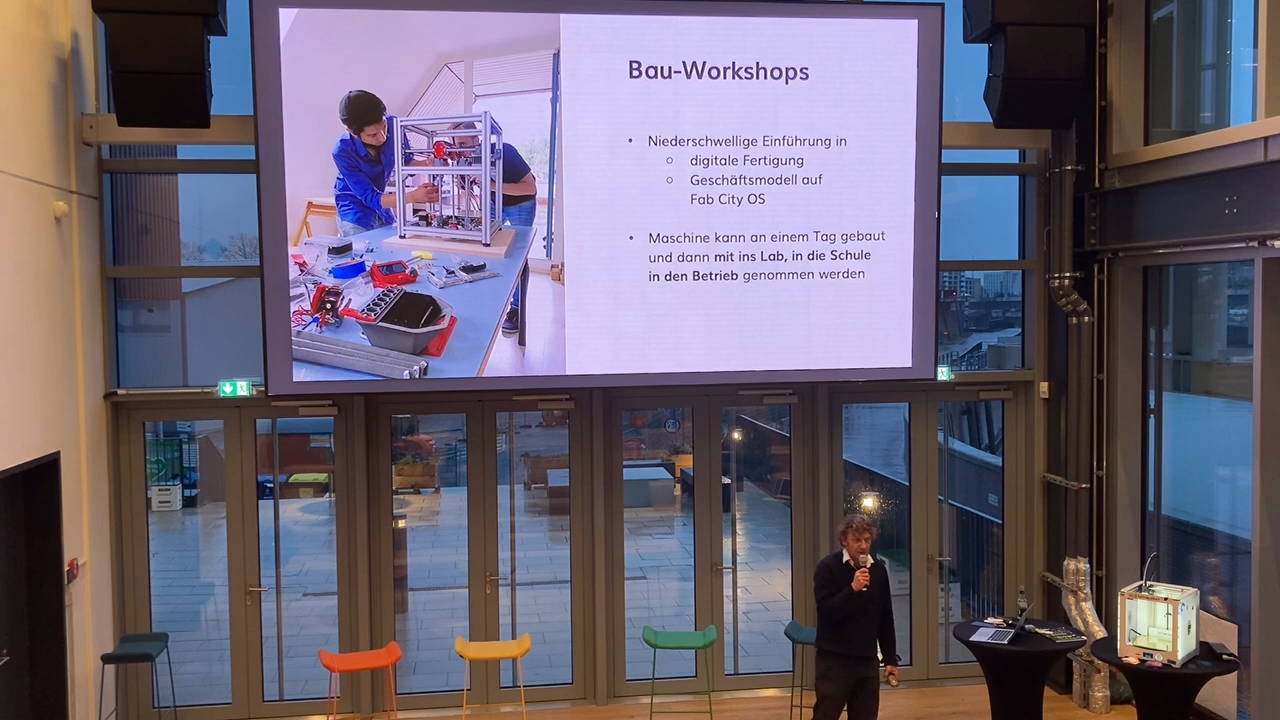 Bau-Workshops
• Niederschwellige Einführung in
○ digitale Fertigung
○ Geschäftsmodell auf
Fab City OS
• Maschine kann an einem Tag gebaut
und dann mit ins Lab, in die Schule
in den Betrieb genommen werden